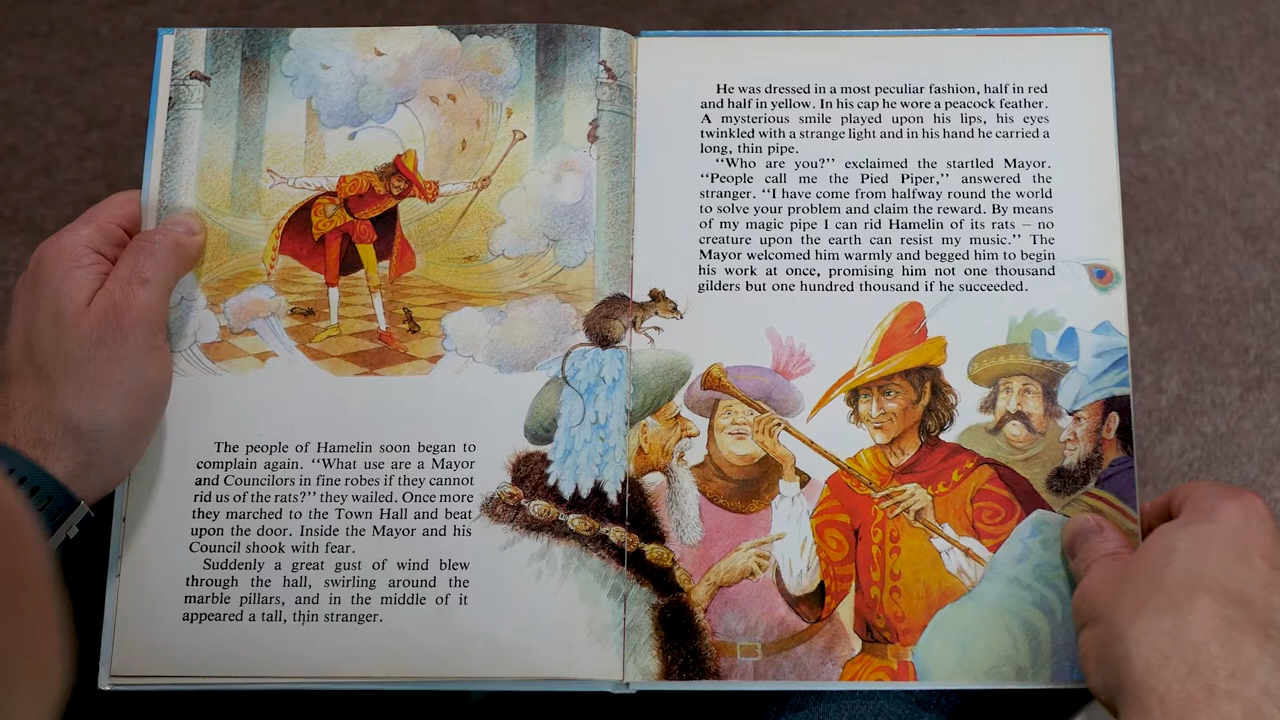 The people of Hamelin soon began to
complain again. "What use are a Mayor
and Councilors in fine robes if they cannot
rid us of the rats?" they wailed. Once more
they marched to the Town Hall and beat
upon the door. Inside the Mayor and his
Council shook with fear.
Suddenly a great gust of wind blew
through the hall, swirling around the
marble pillars, and in the middle of it
appeared a tall, thin stranger.
He was dressed in a most peculiar fashion, half in red
and half in yellow. In his cap he wore a peacock feather.
A mysterious smile played upon his lips, his eyes
twinkled with a strange light and in his hand he carried a
long, thin pipe.
"Who are you?" exclaimed the startled Mayor.
"People call me the Pied Piper," answered the
stranger. "I have come from halfway round the world
to solve your problem and claim the reward. By means
of my magic pipe I can rid Hamelin of its rats – no
creature upon the earth can resist my music." The
Mayor welcomed him warmly and begged him to begin
his work at once, promising him not one thousand
gilders but one hundred thousand if he succeeded.